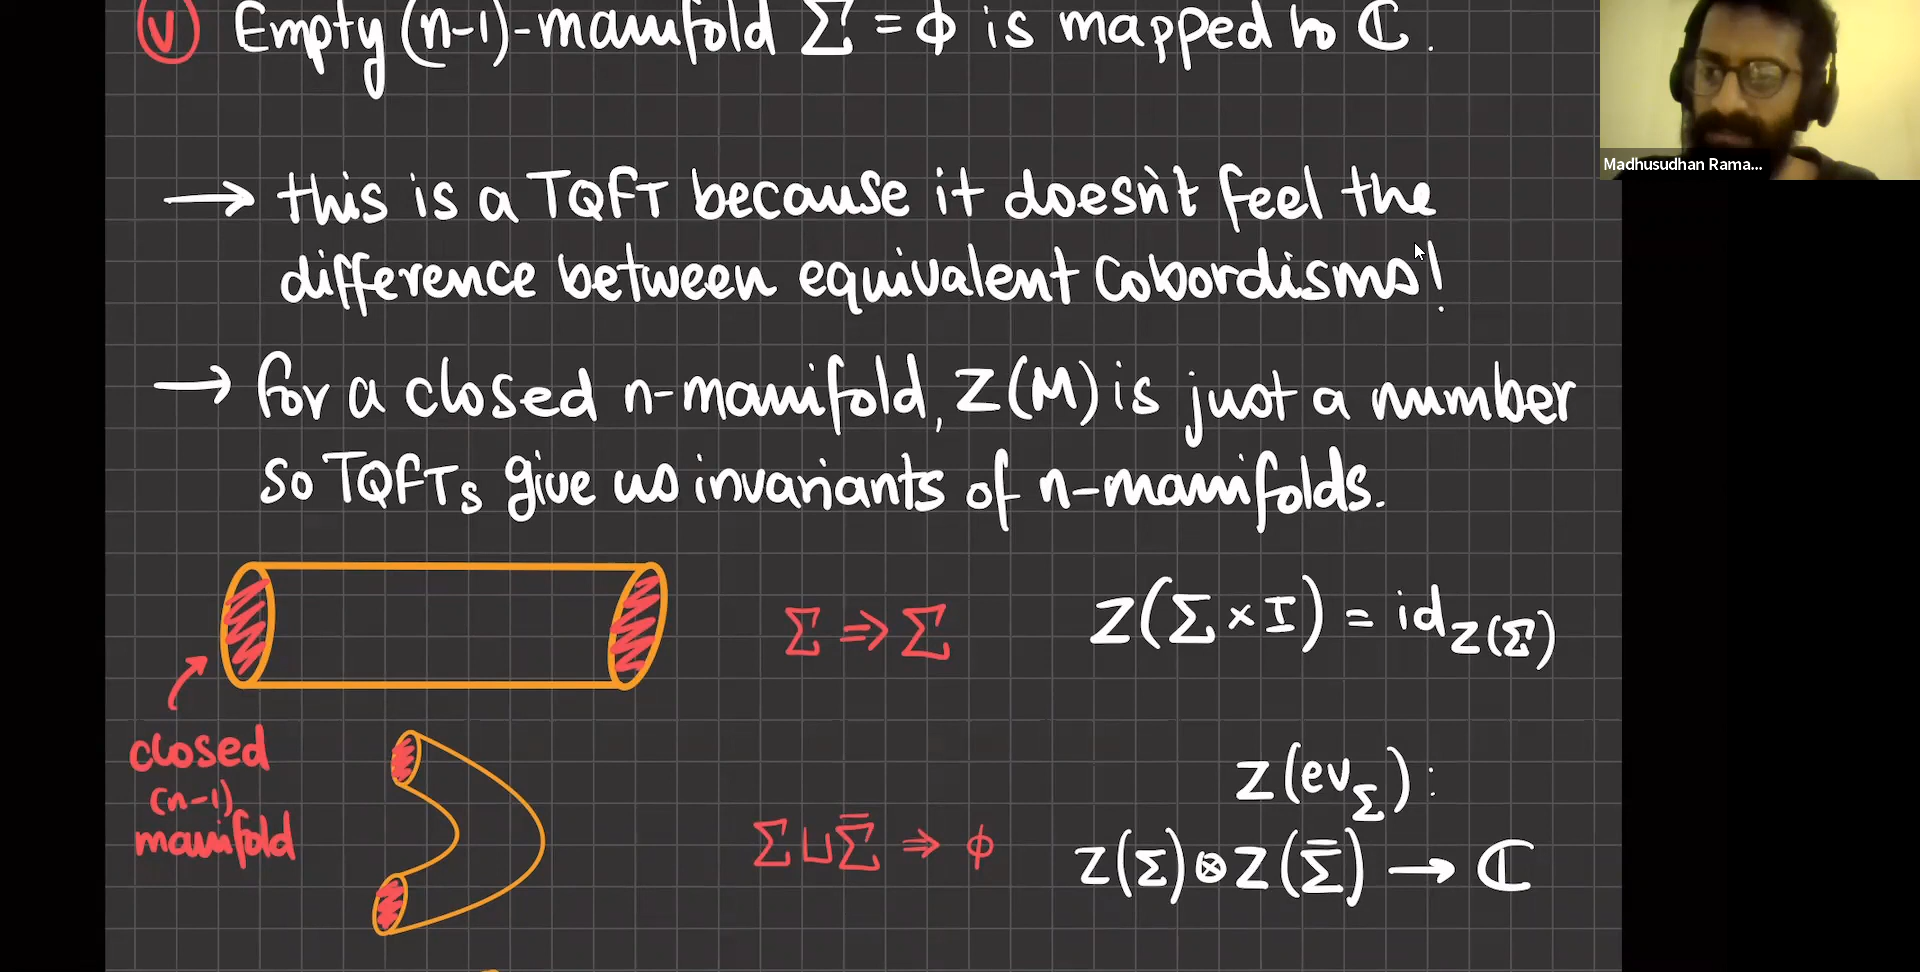 (v) Empty (n-1)-manifold Σ = ϕ is mapped to ℂ.
Madhusudhan Rama...
→ this is a TQFT because it doesn't feel the
difference between equivalent cobordisms!
→ for a closed n-manifold, Z(M) is just a number
so TQFTs give us invariants of n-manifolds.
Σ ⇒ Σ
Z(Σ × I) = id_Z(Σ)
closed
(n-1)
manifold
Z(ev_Σ):
Σ ⊔ Σ̅ ⇒ ϕ
Z(Σ) ⊗ Z(Σ̅) → ℂ